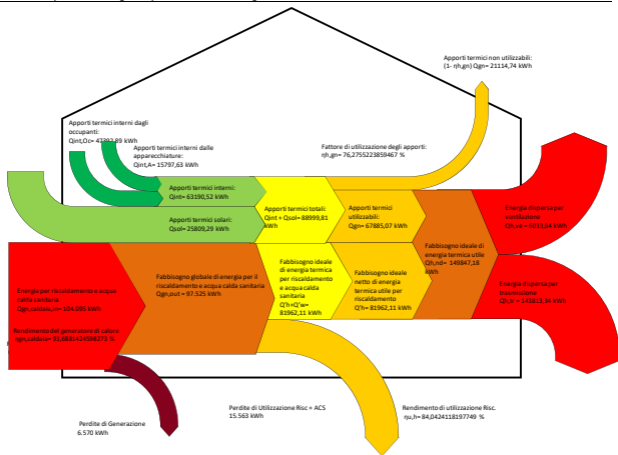 Apporti termici non utilizzabili:
(1- ηh,gn) Qgn= 21114,74 kWh
Apporti termici interni dagli
occupanti:
Qint,Oc= 47392,89 kWh
Apporti termici interni dalle
apparecchiature:
Qint,A= 15797,63 kWh
Fattore di utilizzazione degli apporti:
ηh,gn= 76,2755223859467 %
Apporti termici interni:
Qint= 63190,52 kWh
Apporti termici solari:
Qsol= 25809,29 kWh
Apporti termici totali:
Qint + Qsol= 88999,81
kWh
Apporti termici
utilizzabili:
Qgn= 67885,07 kWh
Energia dispersa per
ventilazione
Fabbisogno ideale di
energia termica utile
Qh,nd= 149847,18
kWh
Energia dispersa per
trasmissione
Fabbisogno globale di energia per il
riscaldamento e acqua calda sanitaria
Qgn,out = 97.525 kWh
Fabbisogno ideale
di energia termica
per riscaldamento
e acqua calda
sanitaria
Q'h+Q'w=
81962,11 kWh
Fabbisogno ideale
netto di energia
termica utile per
riscaldamento
Q'h= 81962,11 kWh
Energia per riscaldamento e acqua
calda sanitaria
Qgn,caldaia,in= 104.095 kWh
Rendimento del generatore di calore
Perdite di Generazione
6.570 kWh
Perdite di Utilizzazione Risc + ACS
15.563 kWh
Rendimento di utilizzazione Risc.
ηu,h= 84,0424118197749 %